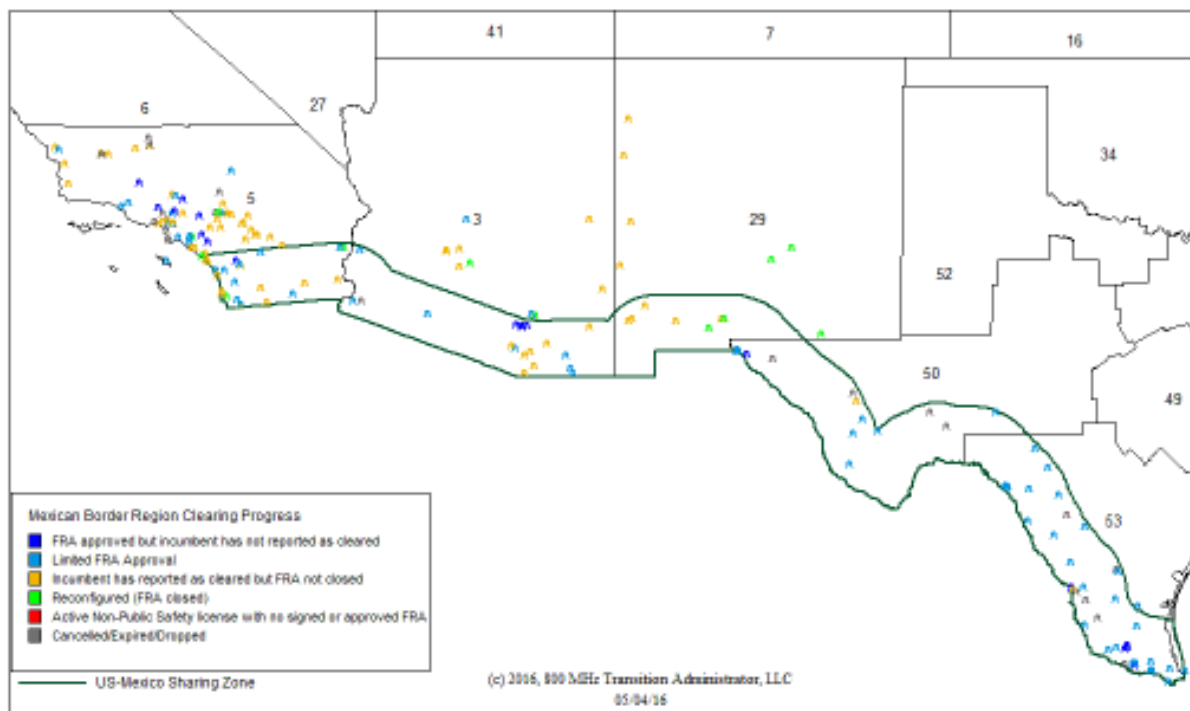 41
7
16
6
27
34
5
3
29
52
50
49
53
Mexican Border Region Clearing Progress
FRA approved but incumbent has not reported as cleared
Limited FRA Approval
Incumbent has reported as cleared but FRA not closed
Reconfigured (FRA closed)
Active Non-Public Safety license with no signed or approved FRA
Cancelled/Expired/Dropped
US-Mexico Sharing Zone
(c) 2016, 800 MHz Transition Administrator, LLC
05/04/16